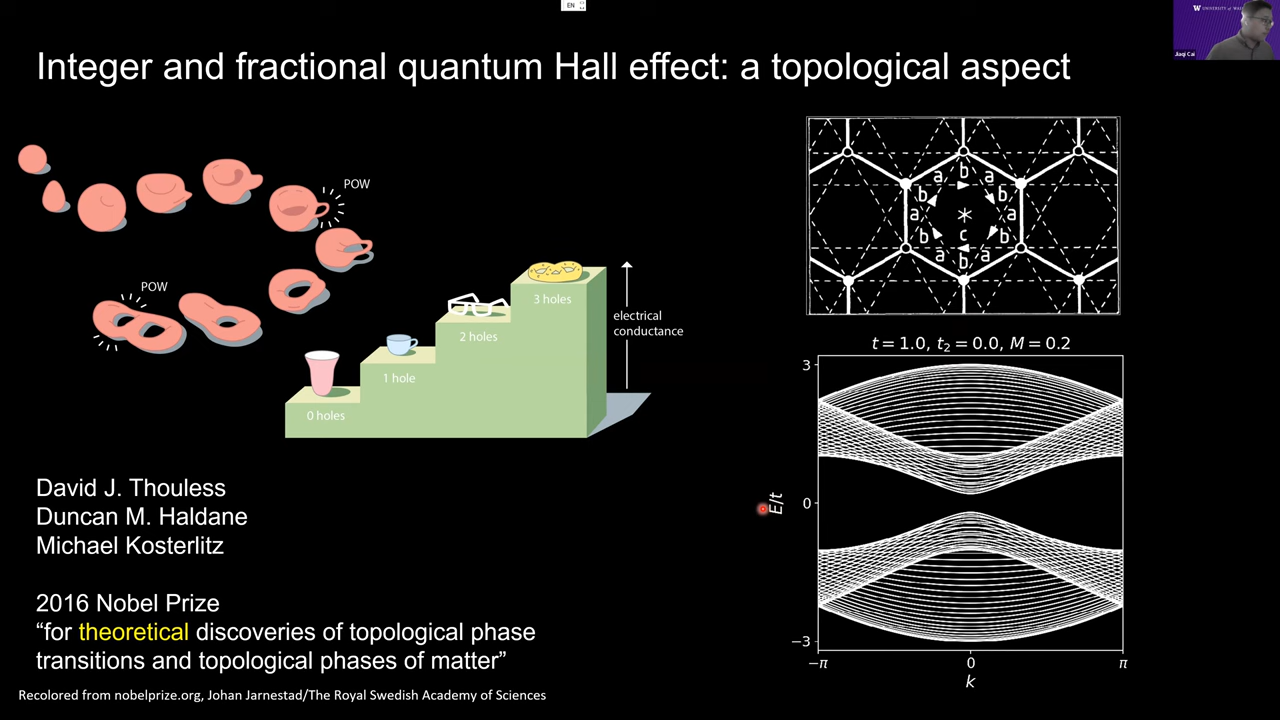 EN
UNIVERSITY of WAS
Jiaqi Cai
Integer and fractional quantum Hall effect: a topological aspect
POW
POW
0 holes
1 hole
2 holes
3 holes
electrical
conductance
a b a
b b
a * a
b c b
a b a
t = 1.0, t₂ = 0.0, M = 0.2
3
0
−3
E/t
−π 0 π
k
David J. Thouless
Duncan M. Haldane
Michael Kosterlitz
2016 Nobel Prize
“for theoretical discoveries of topological phase
transitions and topological phases of matter”
Recolored from nobelprize.org, Johan Jarnestad/The Royal Swedish Academy of Sciences